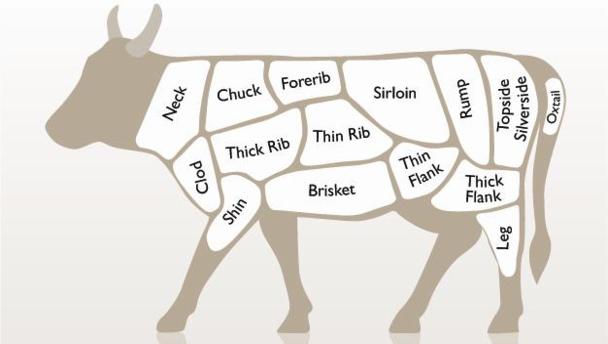 Neck
Chuck
Forerib
Sirloin
Rump
Topside
Silverside
Oxtail
Clod
Thick Rib
Thin Rib
Shin
Brisket
Thin
Flank
Thick
Flank
Leg